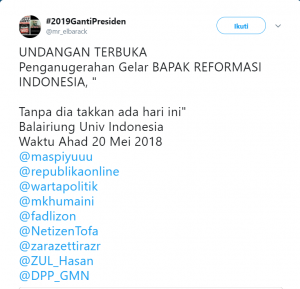 #2019GantiPresiden
@mr_elbarack
Ikuti
UNDANGAN TERBUKA
Penganugerahan Gelar BAPAK REFORMASI
INDONESIA, "
Tanpa dia takkan ada hari ini"
Balairiung Univ Indonesia
Waktu Ahad 20 Mei 2018
@maspiyuuu
@republikaonline
@wartapolitik
@mkhumaini
@fadlizon
@NetizenTofa
@zarazettirazr
@ZUL_Hasan
@DPP_GMN